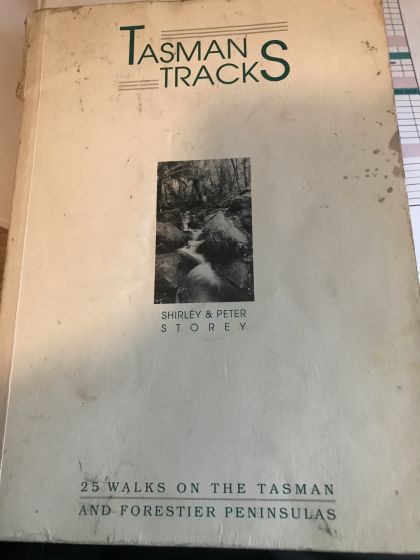 TASMAN
TRACKS
SHIRLEY & PETER
STOREY
25 WALKS ON THE TASMAN
AND FORESTIER PENINSULAS